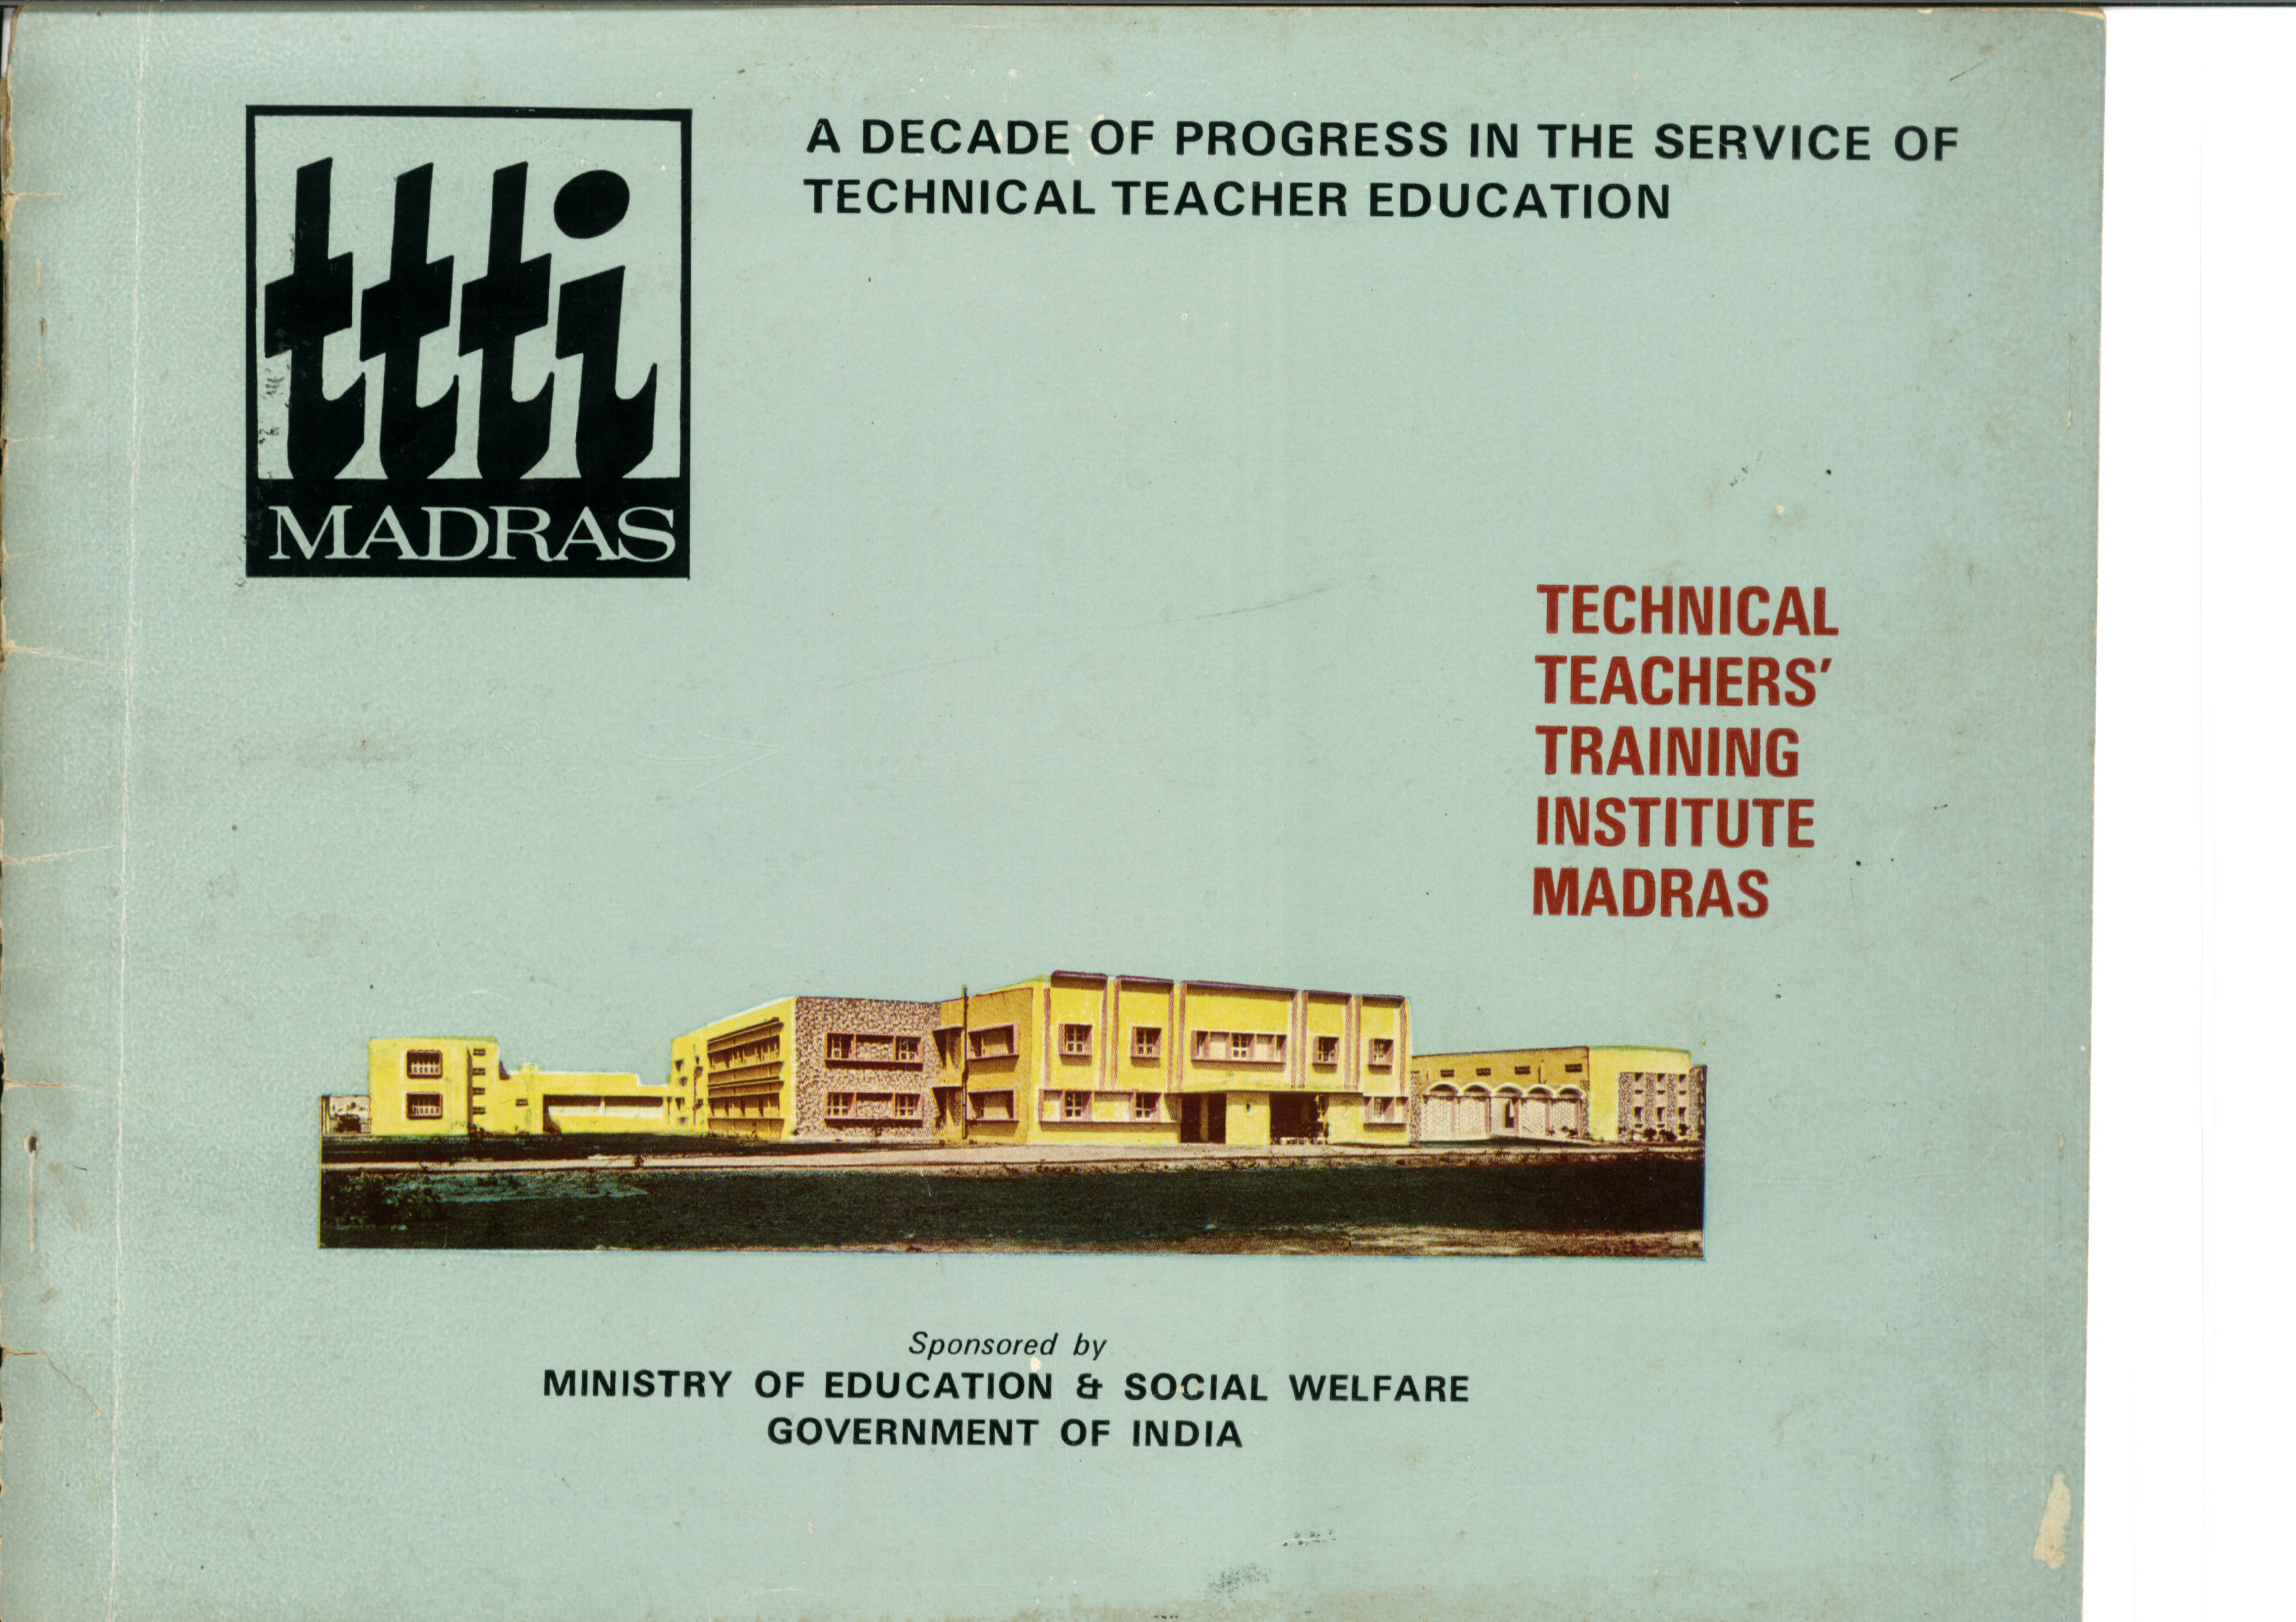 ttti
MADRAS
A DECADE OF PROGRESS IN THE SERVICE OF
TECHNICAL TEACHER EDUCATION
TECHNICAL
TEACHERS’
TRAINING
INSTITUTE
MADRAS
Sponsored by
MINISTRY OF EDUCATION & SOCIAL WELFARE
GOVERNMENT OF INDIA